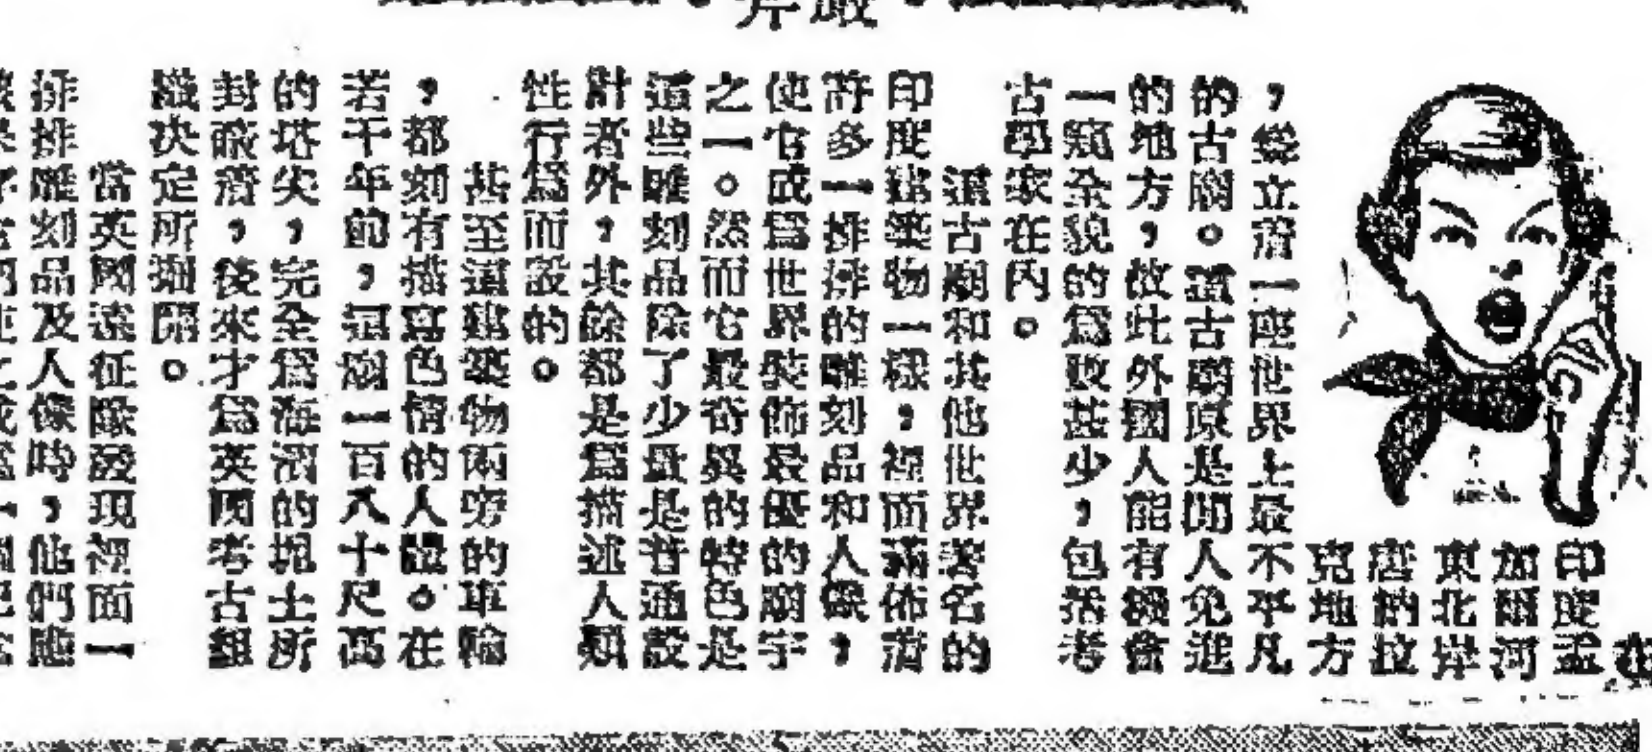 在印度孟
加爾河
東北岸
唐納拉
克地方
，聳立着一座世界上最不平凡
的古廟。這古廟原是閒人免進
的地方，故此外國人能有機會
一窺全貌的爲數甚少，包括考
古學家在內。
這古廟和其他世界著名的
印度建築物一樣，裡面滿佈着
許多一排排的雕刻品和人像，
使它成爲世界裝飾最優的廟宇
之一。然而它最奇異的特色是
這些雕刻品除了少數是普通設
計者外，其餘都是爲描述人類
性行爲而設的。
甚至這建築物兩旁的車輪
，都刻有描寫色情的人體。在
若干年前，這廟一百八十尺高
的塔尖，完全爲海濱的坭土所
封蔽着，後來才爲英國考古組
織決定所掘開。
當英國遠征隊發現裡面一
排排雕刻品及人像時，他們應